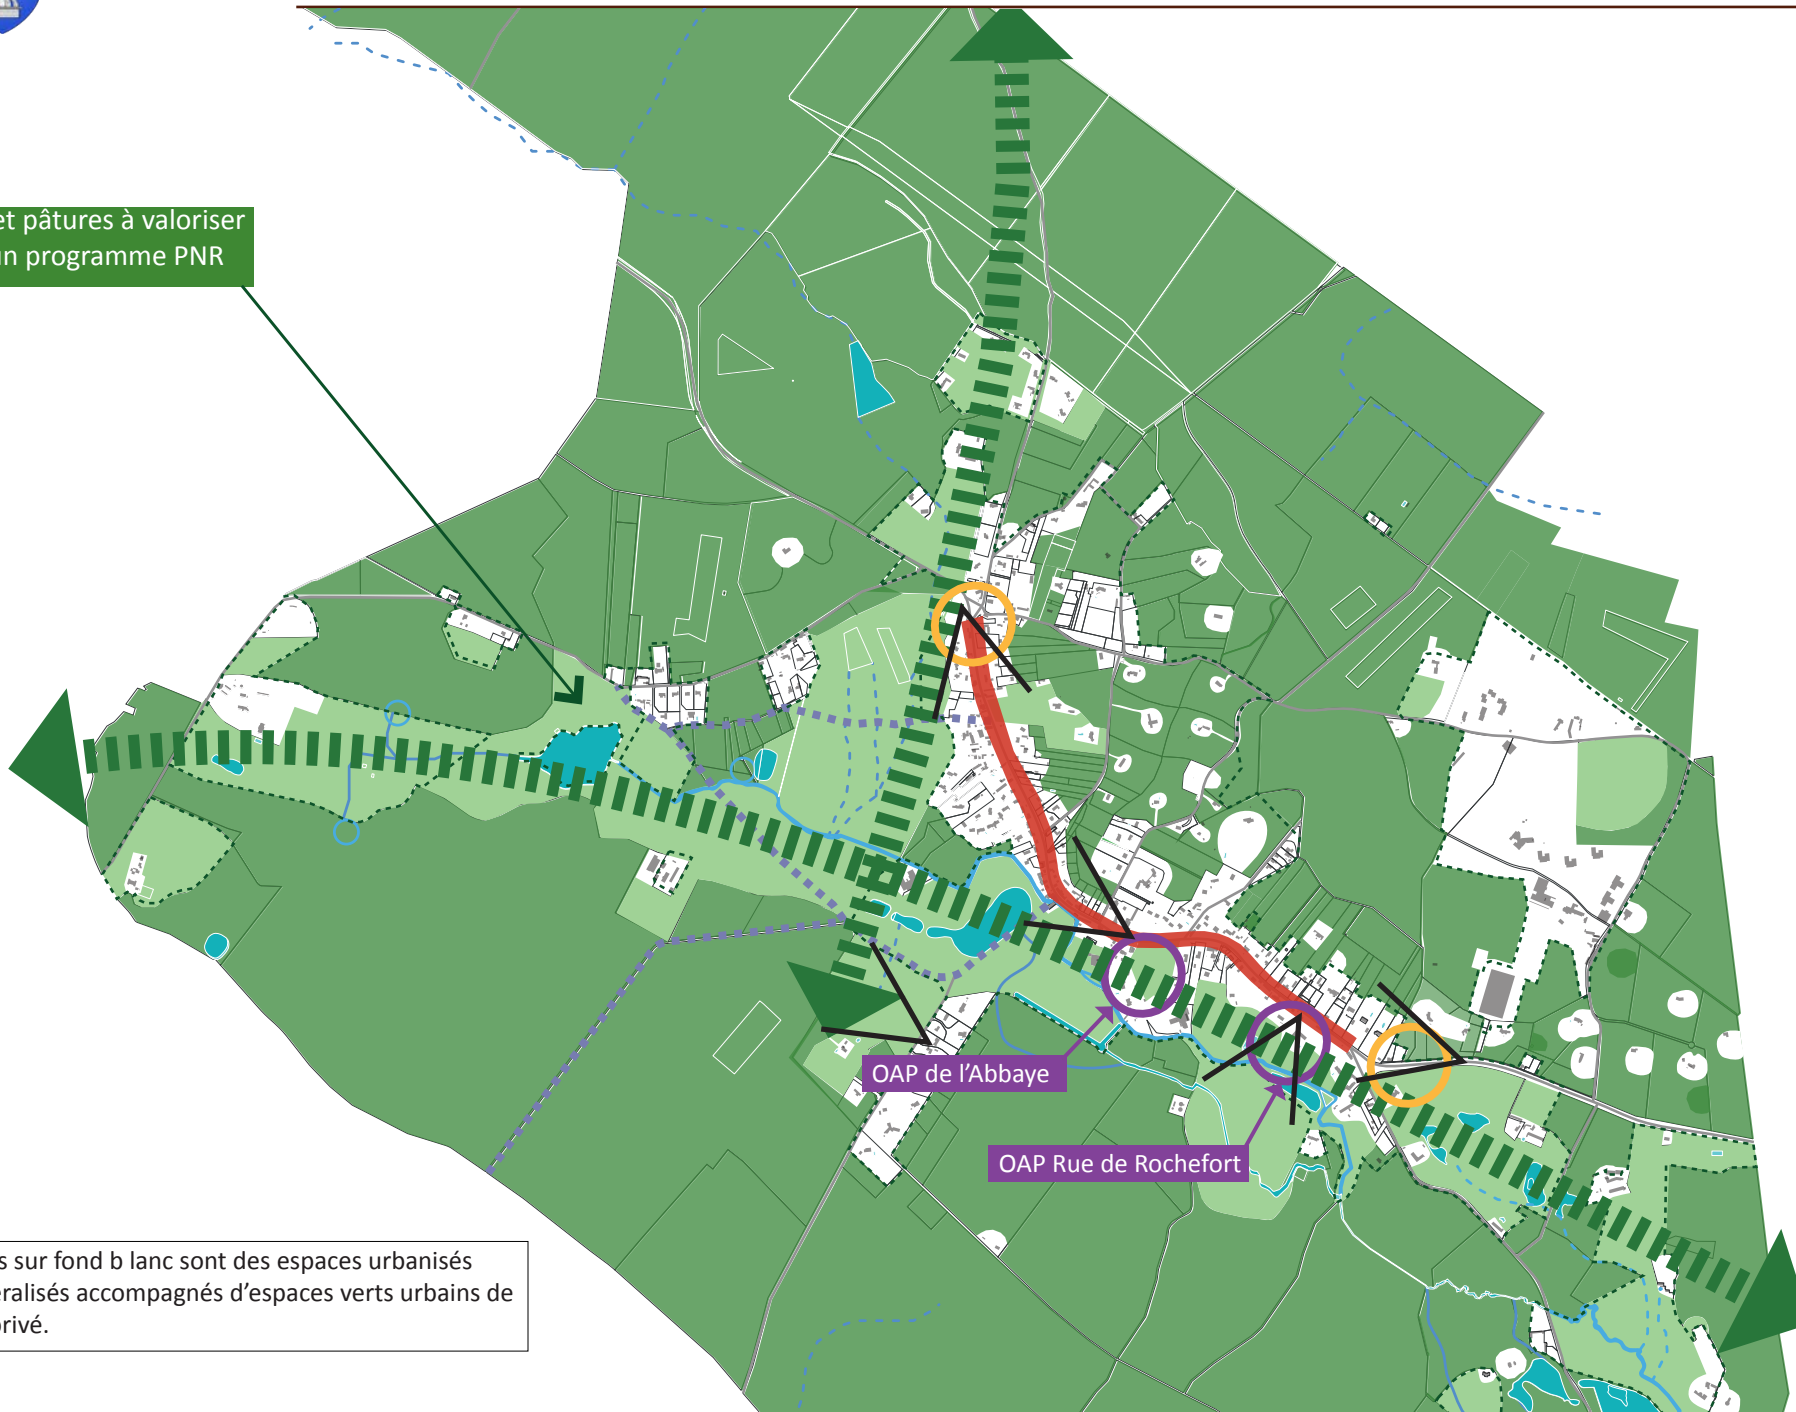 et pâtures à valoriser
un programme PNR
OAP de l'Abbaye
OAP Rue de Rochefort
s sur fond b lanc sont des espaces urbanisés
éralisés accompagnés d'espaces verts urbains de
privé.